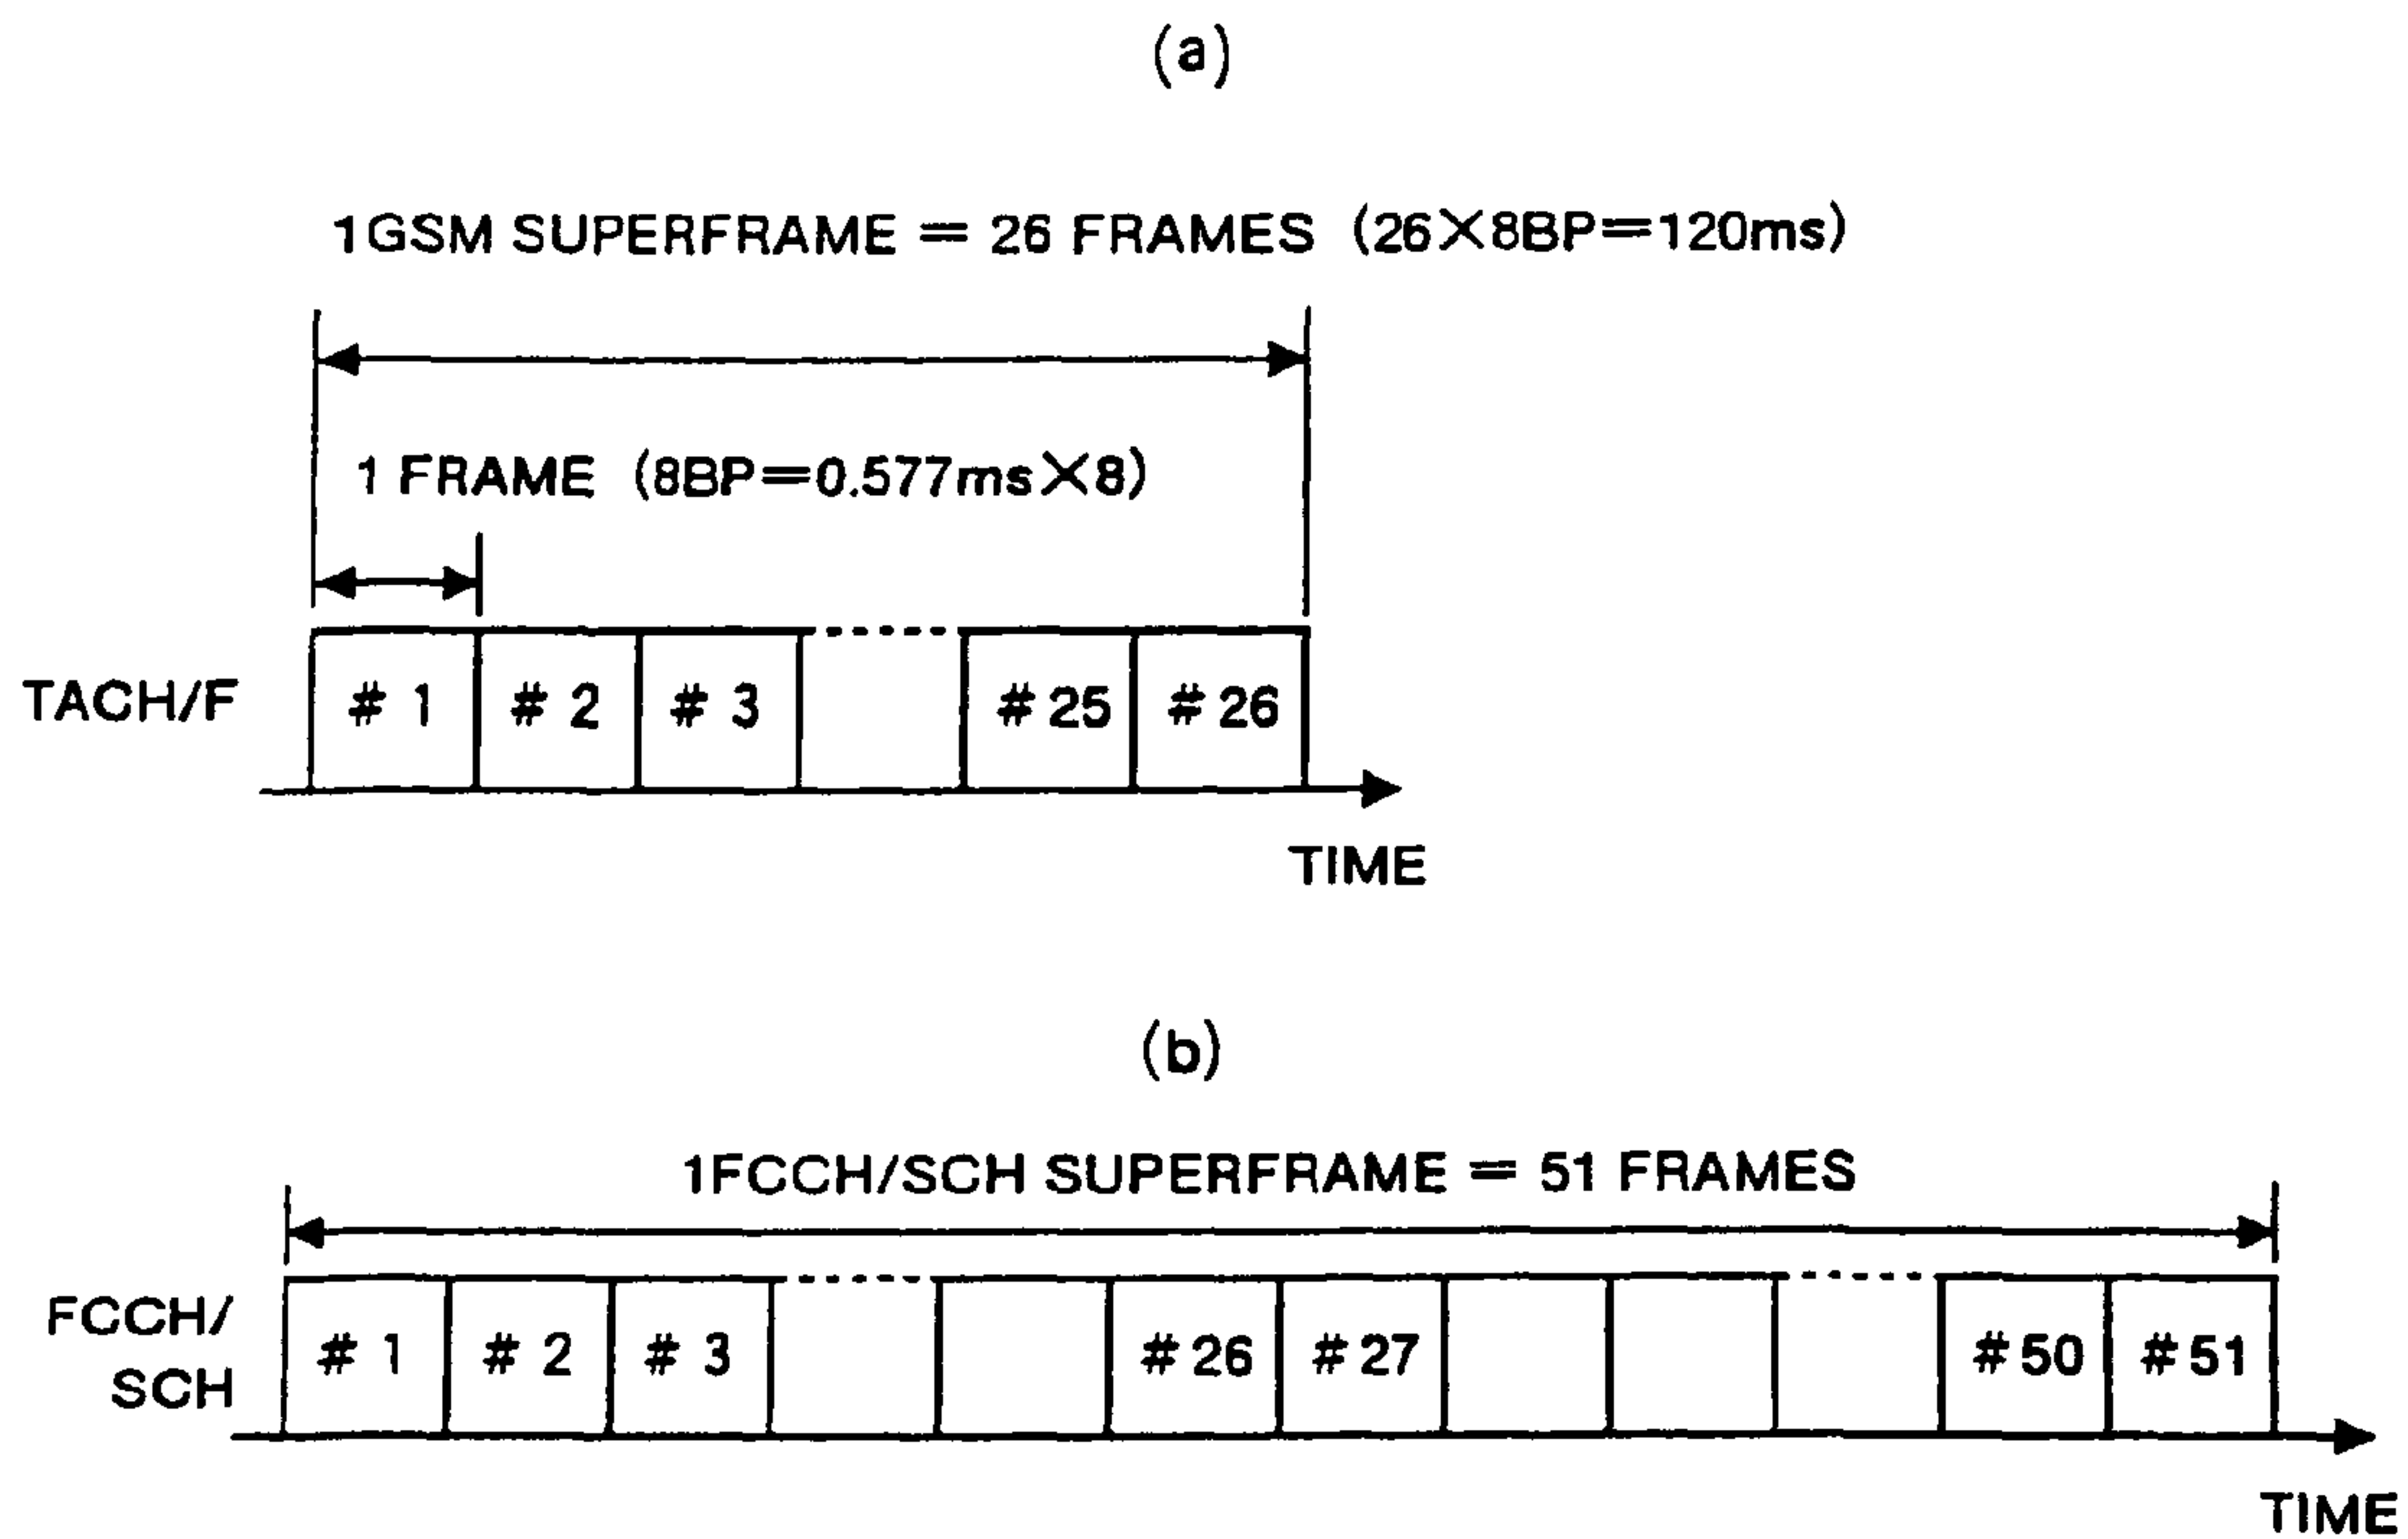 (a)
1GSM SUPERFRAME = 26 FRAMES (26×8BP=120ms)
1 FRAME (8BP=0.577ms×8)
TACH/F
# 1 # 2 # 3 # 25 # 26
TIME
(b)
1FCCH/SCH SUPERFRAME = 51 FRAMES
FCCH/
SCH
# 1 # 2 # 3 # 26 # 27 # 50 # 51
TIME